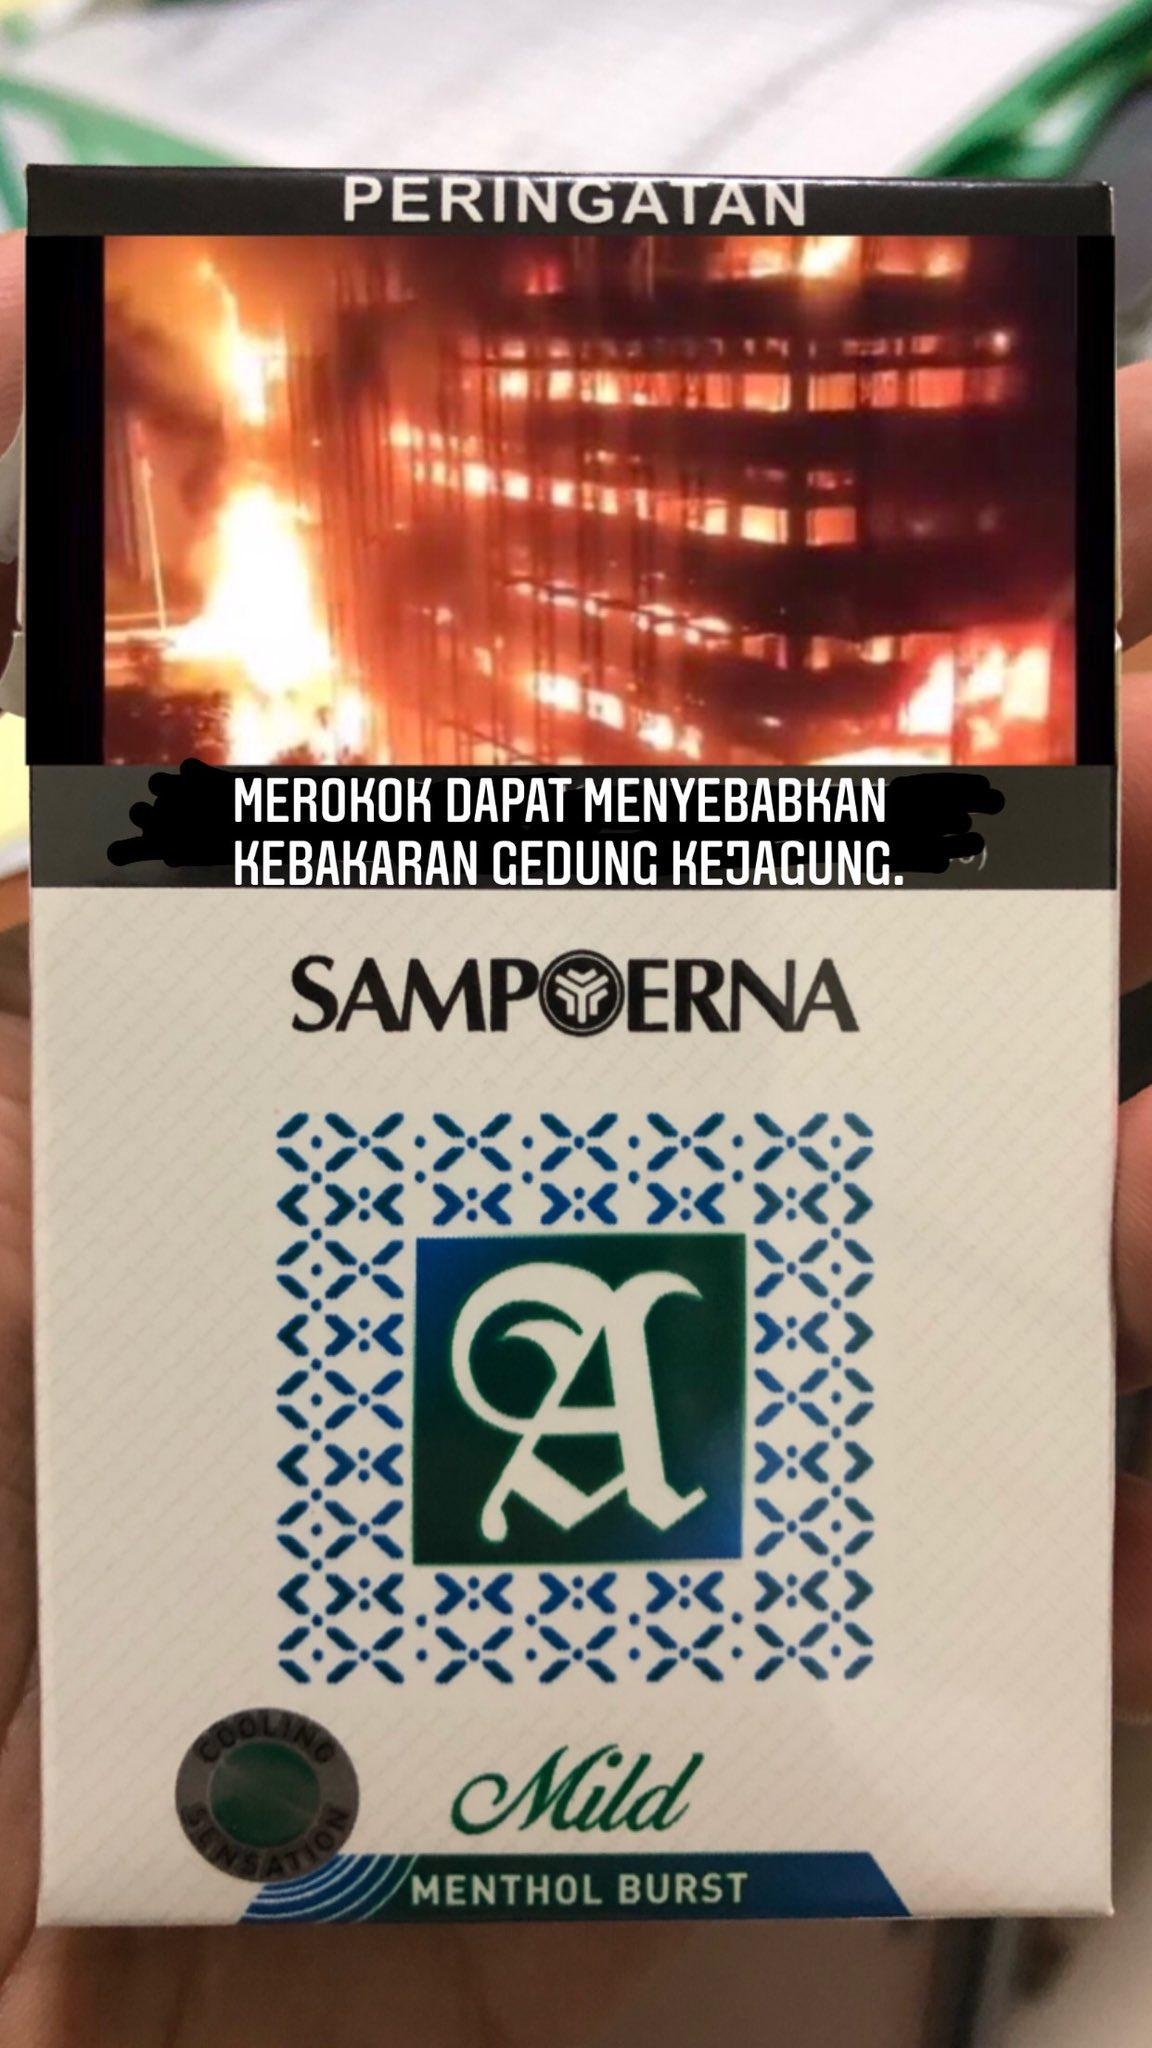 PERINGATAN
MEROKOK DAPAT MENYEBABKAN
KEBAKARAN GEDUNG KEJAGUNG.
SAMPOERNA
A
Mild
COOLING
SENSATION
MENTHOL BURST